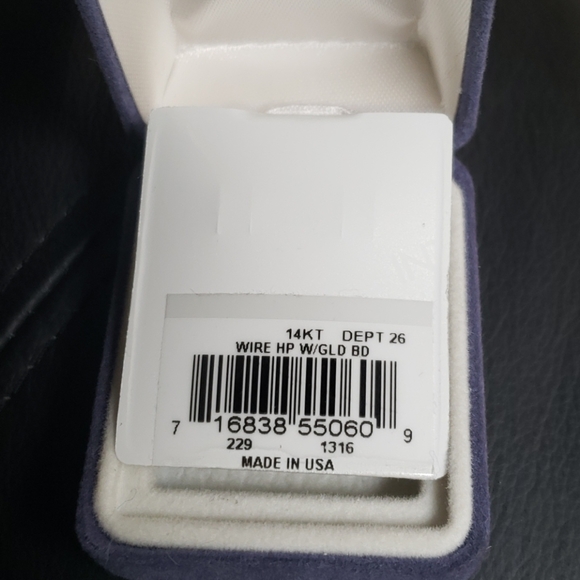 14KT DEPT 26
WIRE HP W/GLD BD
7 16838 55060 9
229 1316
MADE IN USA